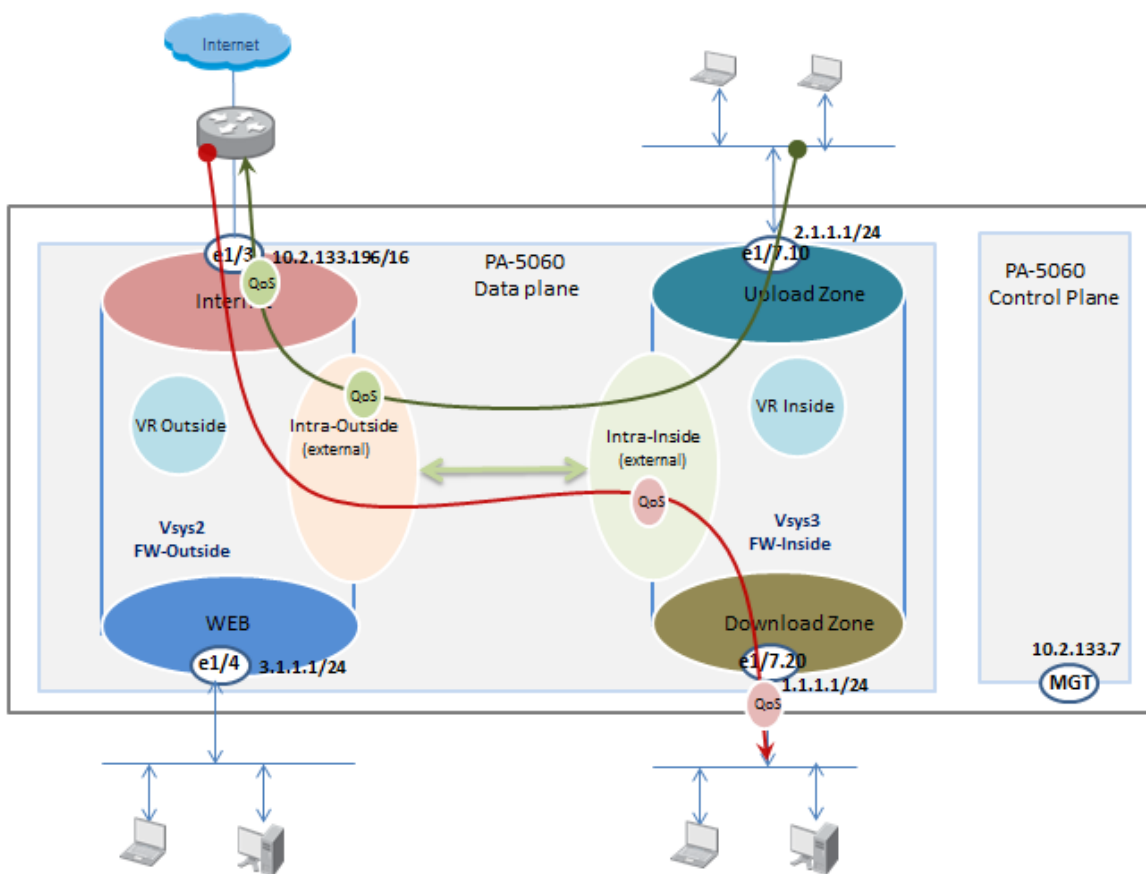 Internet
2.1.1.1/24
e1/3
10.2.133.196/16
e1/7.10
PA-5060
Data plane
PA-5060
Control Plane
QoS
Internet
Upload Zone
QoS
VR Outside
Intra-Outside
(external)
Intra-Inside
(external)
VR Inside
QoS
Vsys2
FW-Outside
Vsys3
FW-Inside
WEB
Download Zone
e1/4
3.1.1.1/24
e1/7.20
1.1.1.1/24
10.2.133.7
MGT
QoS